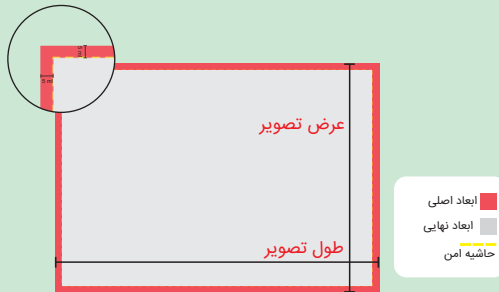 عرض تصویر
طول تصویر
ابعاد اصلی
ابعاد نهایی
حاشیه امن